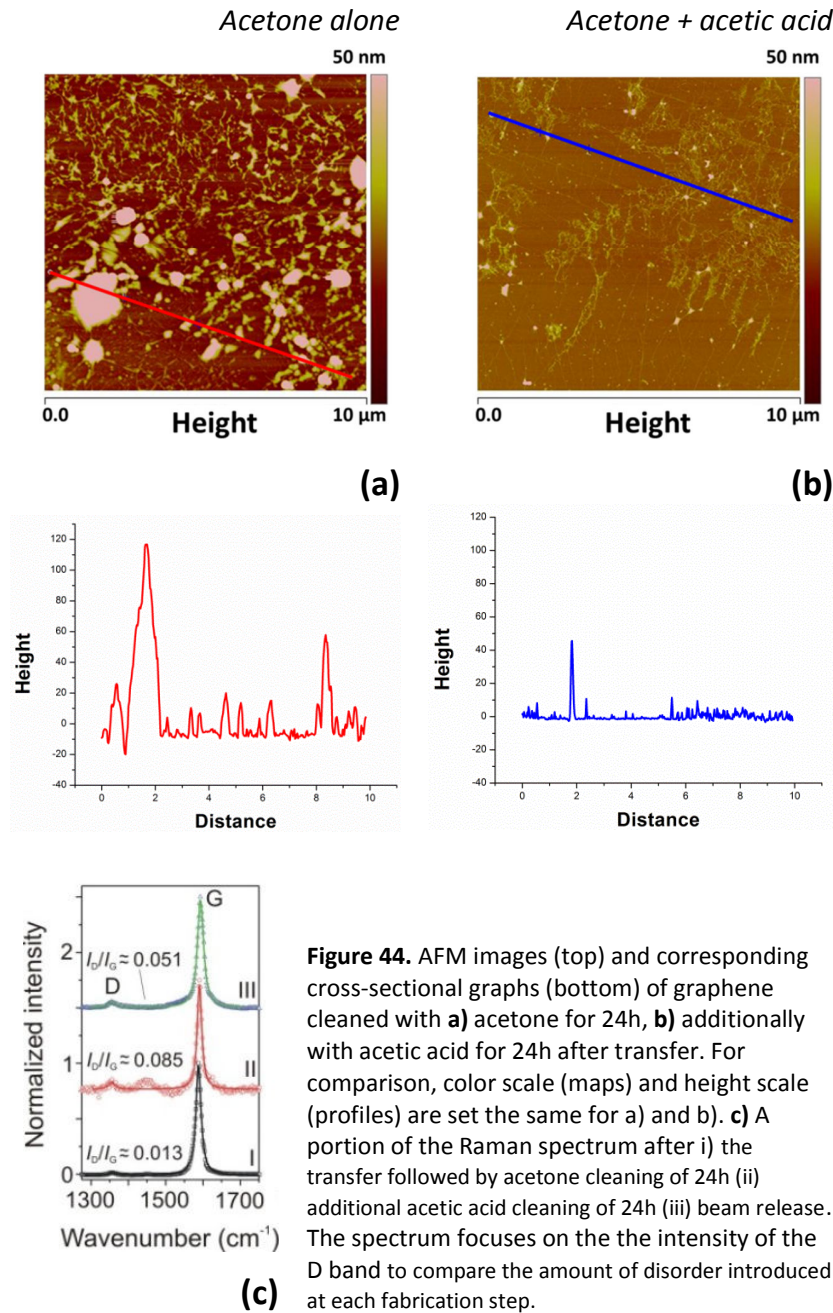 Acetone alone
Acetone + acetic acid
50 nm
50 nm
0.0
Height
10 µm
0.0
Height
10 µm
(a)
(b)
120
100
80
60
40
20
0
-20
-40
Height
0
2
4
6
8
10
Distance
120
100
80
60
40
20
0
-20
-40
Height
0
2
4
6
8
10
Distance
Normalized intensity
2
1
0
G
I_D/I_G ≈ 0.051
D
III
I_D/I_G ≈ 0.085
II
I_D/I_G ≈ 0.013
I
1300
1500
1700
Wavenumber (cm⁻¹)
(c)
Figure 44. AFM images (top) and corresponding
cross-sectional graphs (bottom) of graphene
cleaned with a) acetone for 24h, b) additionally
with acetic acid for 24h after transfer. For
comparison, color scale (maps) and height scale
(profiles) are set the same for a) and b). c) A
portion of the Raman spectrum after i) the
transfer followed by acetone cleaning of 24h (ii)
additional acetic acid cleaning of 24h (iii) beam release.
The spectrum focuses on the the intensity of the
D band to compare the amount of disorder introduced
at each fabrication step.